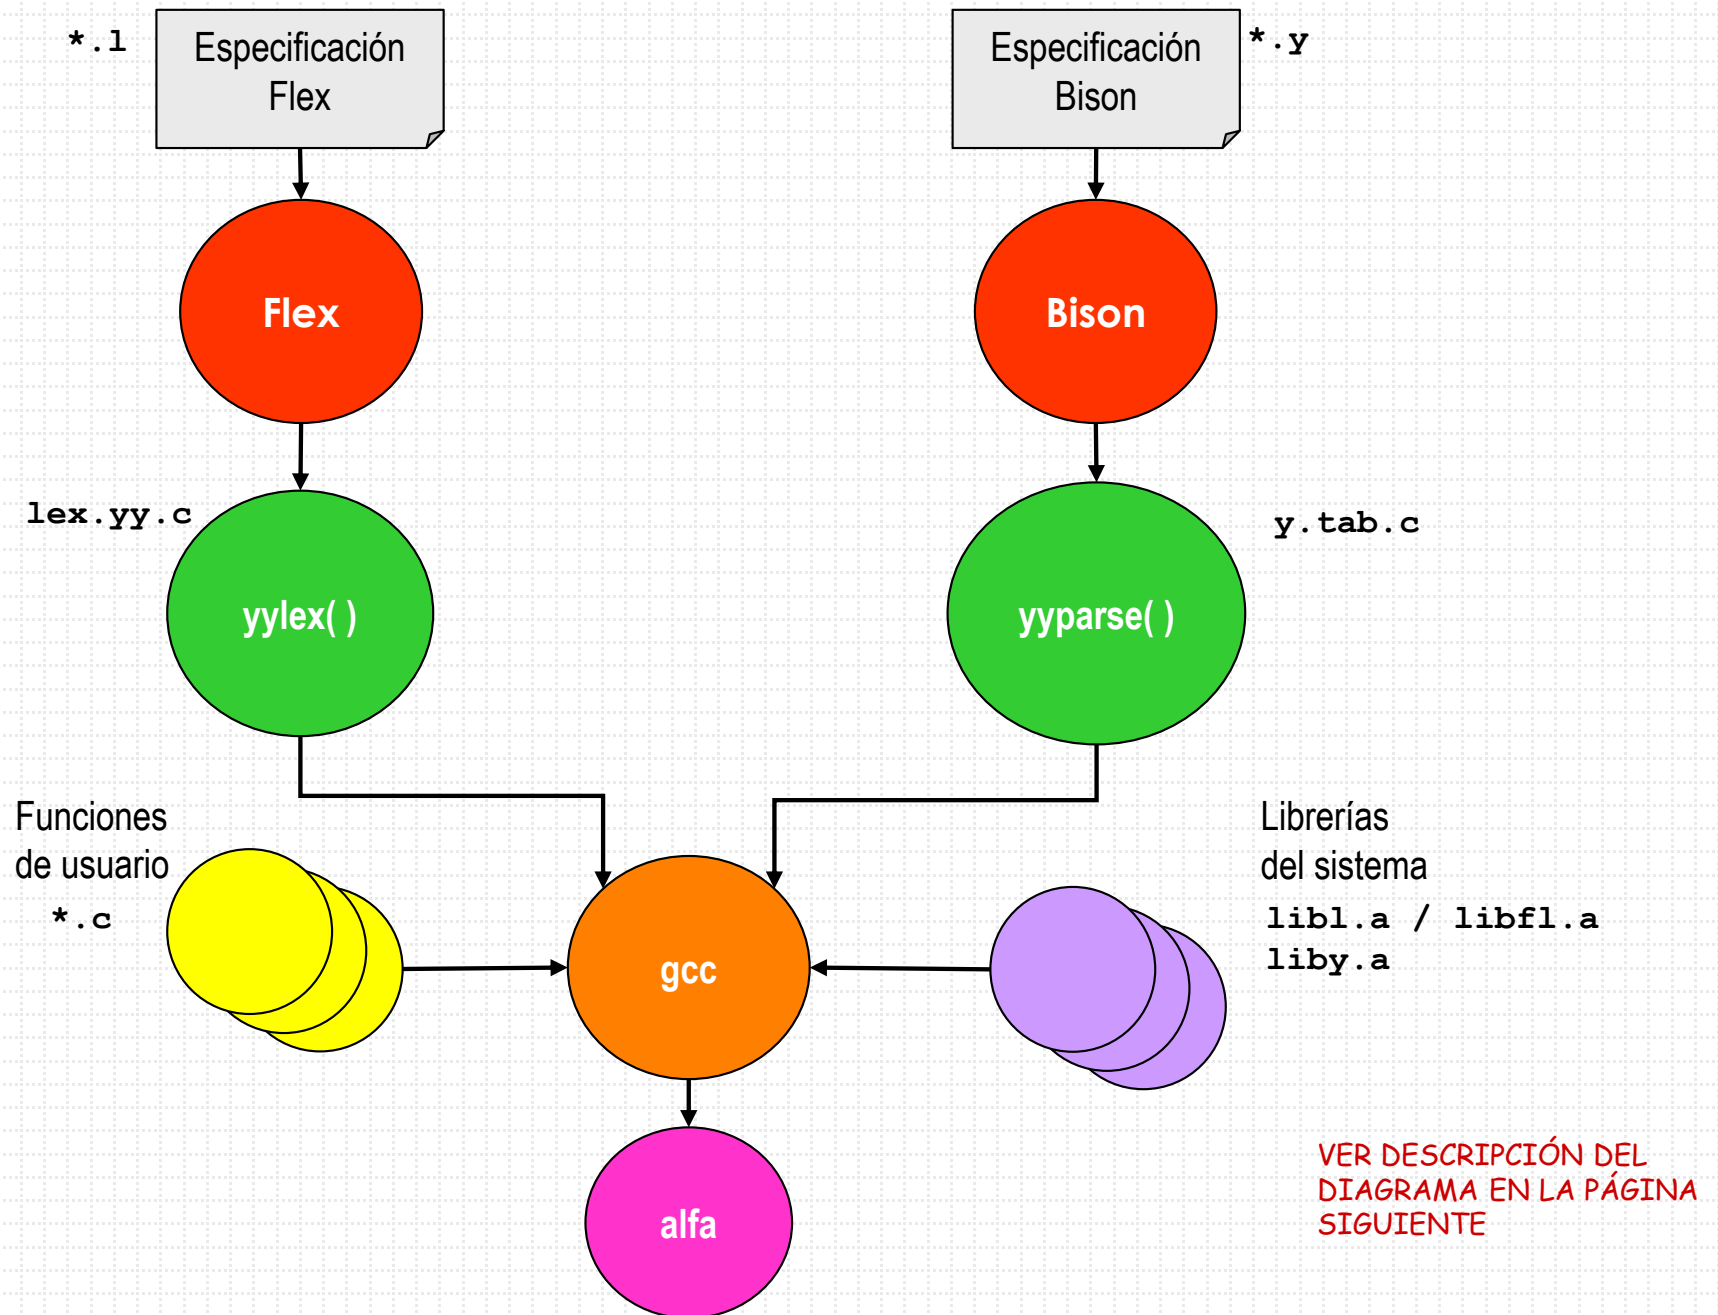 *.l
Especificación
Flex
Especificación
Bison
*.y
Flex
Bison
lex.yy.c
y.tab.c
yylex( )
yyparse( )
Funciones
de usuario
*.c
Librerías
del sistema
libl.a / libfl.a
liby.a
gcc
alfa
VER DESCRIPCIÓN DEL
DIAGRAMA EN LA PÁGINA
SIGUIENTE